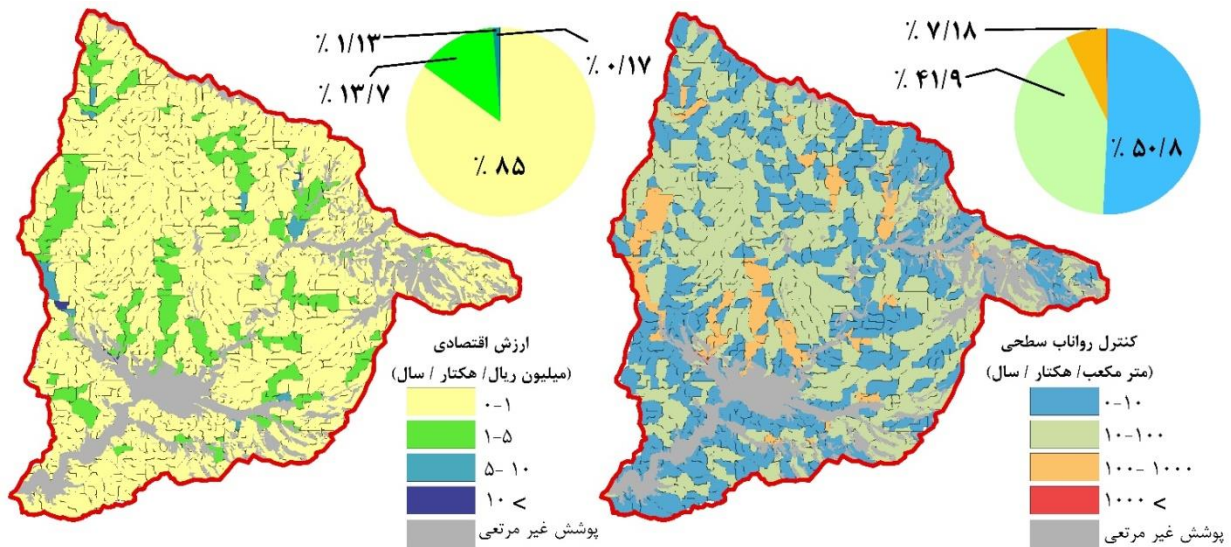 ٪ ۱/۱۳
٪ ۰/۱۷
٪ ۱۳/۷
٪ ۸۵
ارزش اقتصادی
(میلیون ریال/ هکتار / سال)
۰-۱
۱-۵
۵- ۱۰
۱۰ <
پوشش غیر مرتعی
٪ ۷/۱۸
٪ ۴۱/۹
٪ ۵۰/۸
کنترل رواناب سطحی
(متر مکعب/ هکتار / سال)
۰-۱۰
۱۰-۱۰۰
۱۰۰-۱۰۰۰
۱۰۰۰ <
پوشش غیر مرتعی